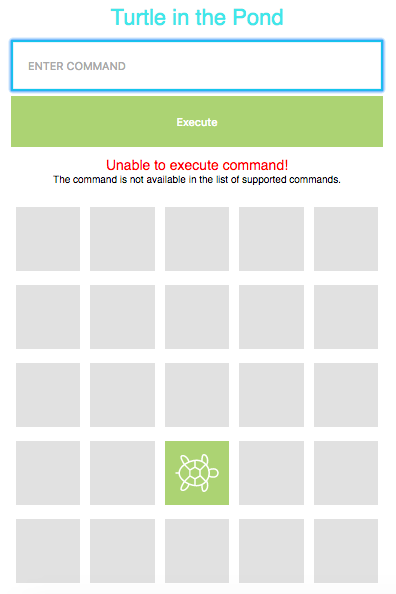 Turtle in the Pond
ENTER COMMAND
Execute
Unable to execute command!
The command is not available in the list of supported commands.